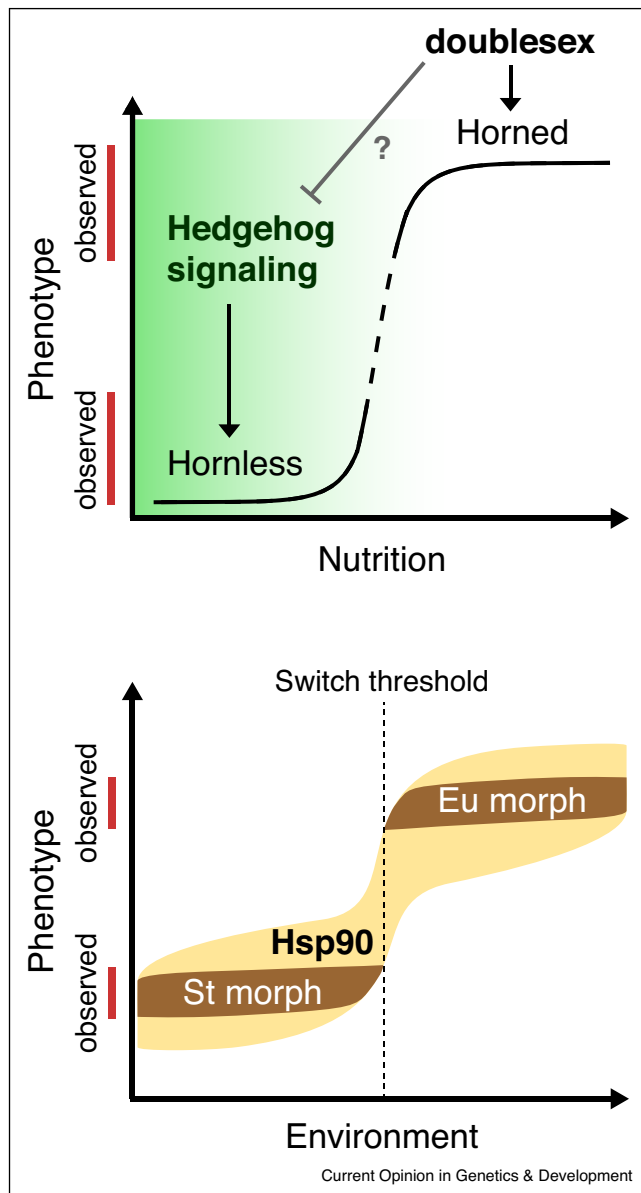 doublesex
Horned
?
observed
Hedgehog
signaling
Phenotype
observed
Hornless
Nutrition
Switch threshold
observed
Eu morph
Phenotype
Hsp90
observed
St morph
Environment
Current Opinion in Genetics & Development